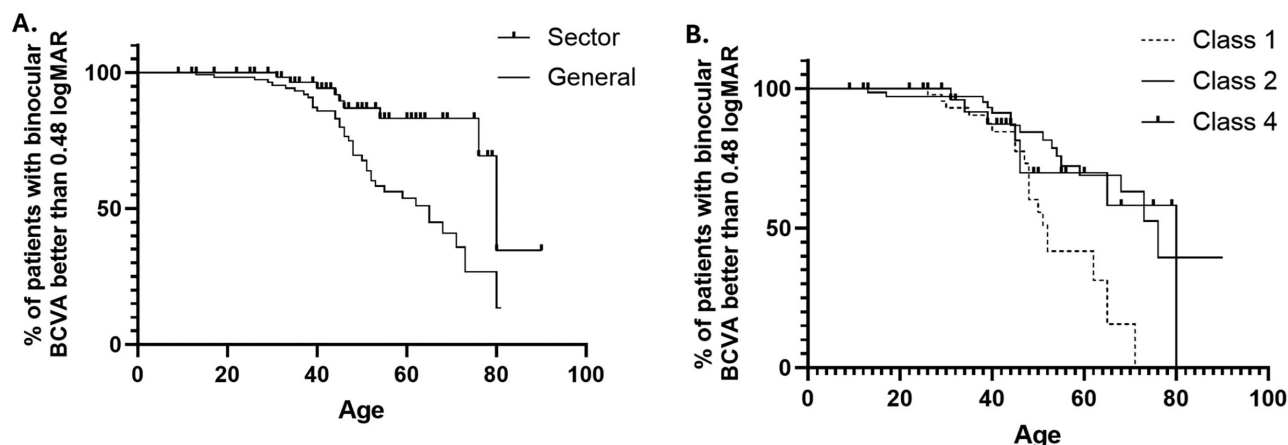 A.
% of patients with binocular
BCVA better than 0.48 logMAR
100
50
0
0 20 40 60 80 100
Age
Sector
General
B.
% of patients with binocular
BCVA better than 0.48 logMAR
100
50
0
0 20 40 60 80 100
Age
Class 1
Class 2
Class 4